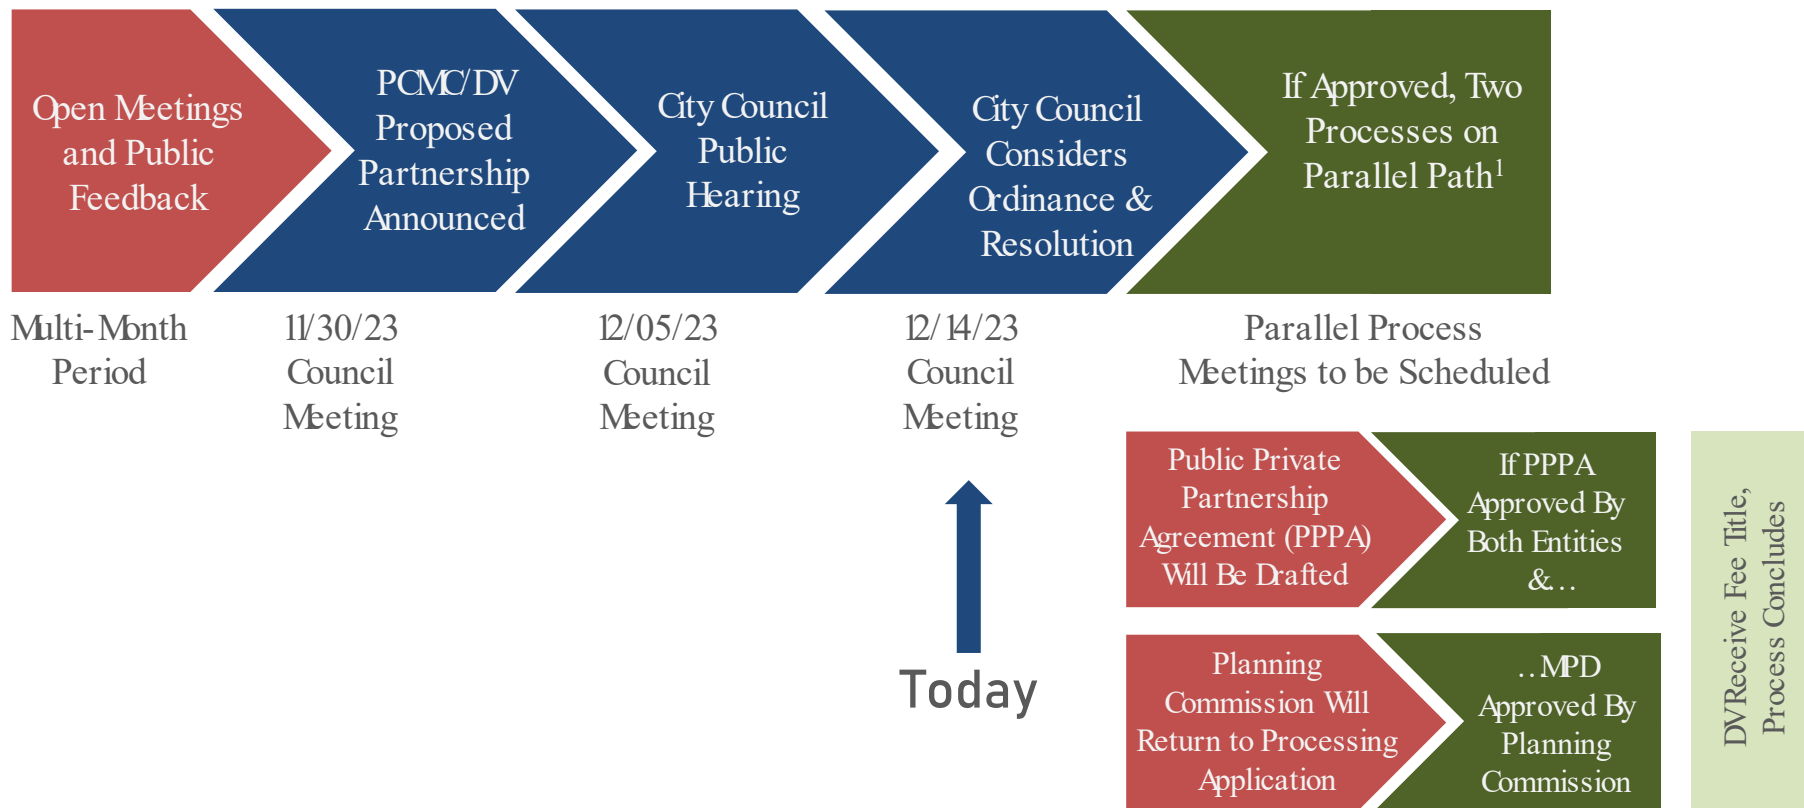 Open Meetings
and Public
Feedback
PCMC/DV
Proposed
Partnership
Announced
City Council
Public
Hearing
City Council
Considers
Ordinance &
Resolution
If Approved, Two
Processes on
Parallel Path¹
Multi-Month
Period
11/30/23
Council
Meeting
12/05/23
Council
Meeting
12/14/23
Council
Meeting
Parallel Process
Meetings to be Scheduled
Today
Public Private
Partnership
Agreement (PPPA)
Will Be Drafted
If PPPA
Approved By
Both Entities
&…
Planning
Commission Will
Return to Processing
Application
…MPD
Approved By
Planning
Commission
DV Receive Fee Title,
Process Concludes